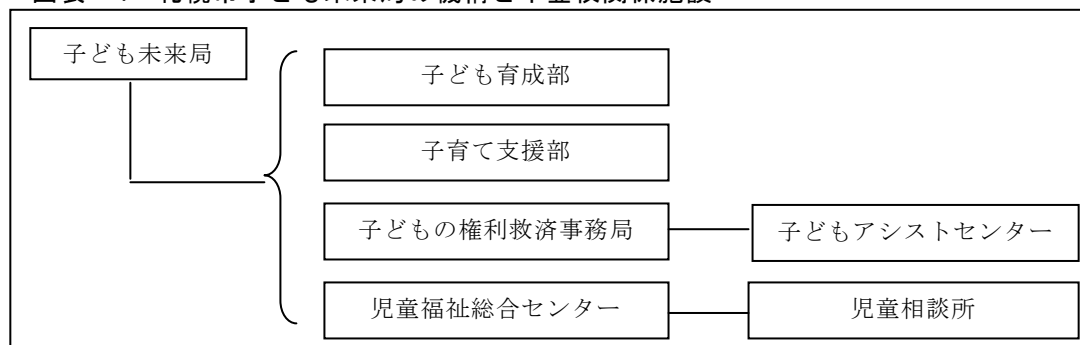 子ども未来局
子ども育成部
子育て支援部
子どもの権利救済事務局
子どもアシストセンター
児童福祉総合センター
児童相談所